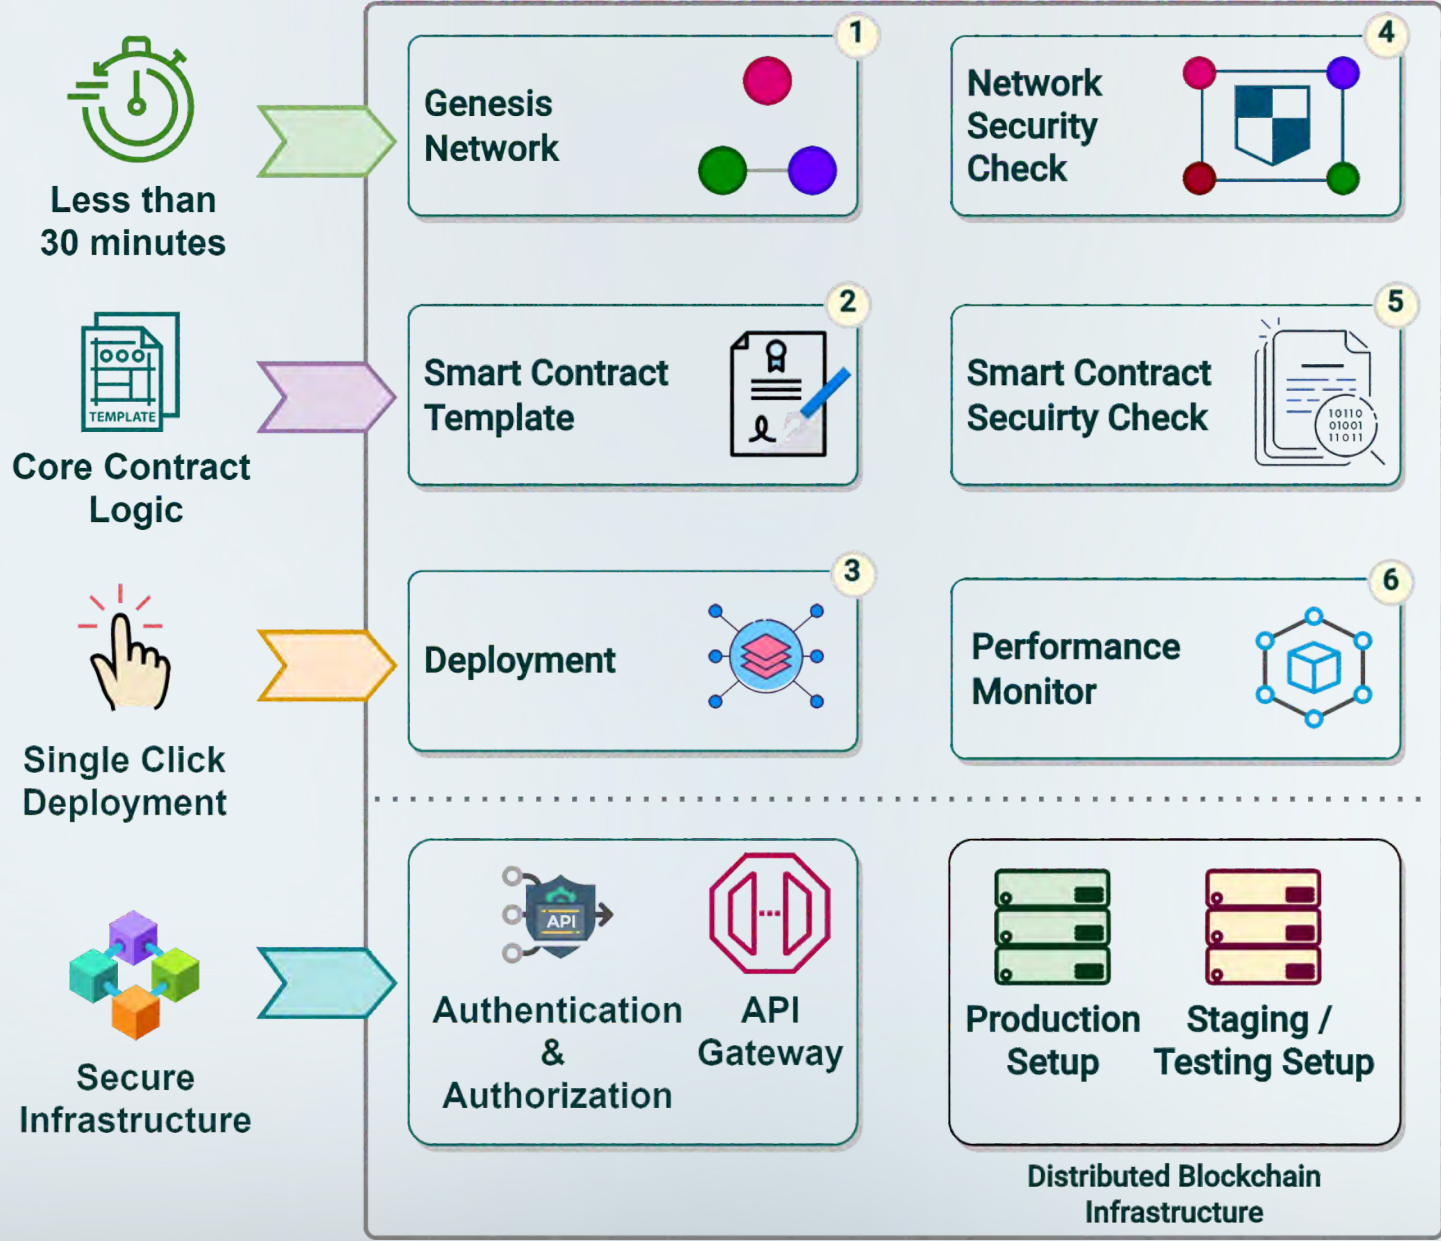 Less than
30 minutes
TEMPLATE
Core Contract
Logic
Single Click
Deployment
Secure
Infrastructure
1
Genesis
Network
4
Network
Security
Check
2
Smart Contract
Template
5
Smart Contract
Secuirty Check
10110
01001
11011
3
Deployment
6
Performance
Monitor
API
Authentication
&
Authorization
API
Gateway
Production
Setup
Staging /
Testing Setup
Distributed Blockchain
Infrastructure